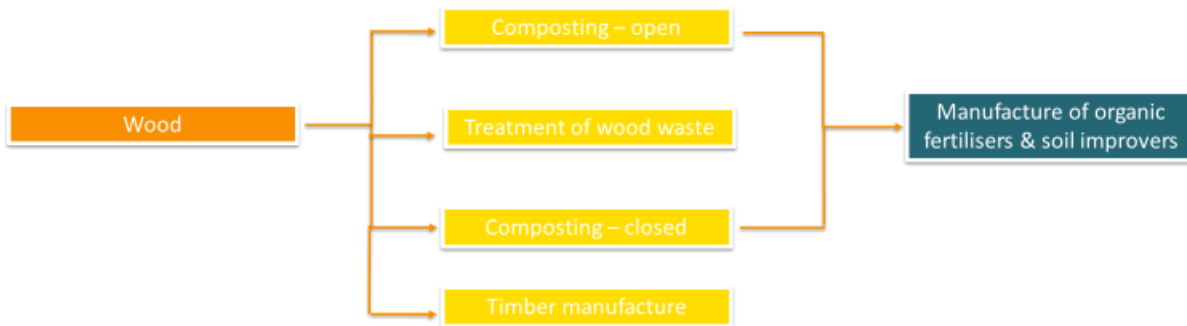 Composting – open
Wood
Treatment of wood waste
Manufacture of organic
fertilisers & soil improvers
Composting – closed
Timber manufacture